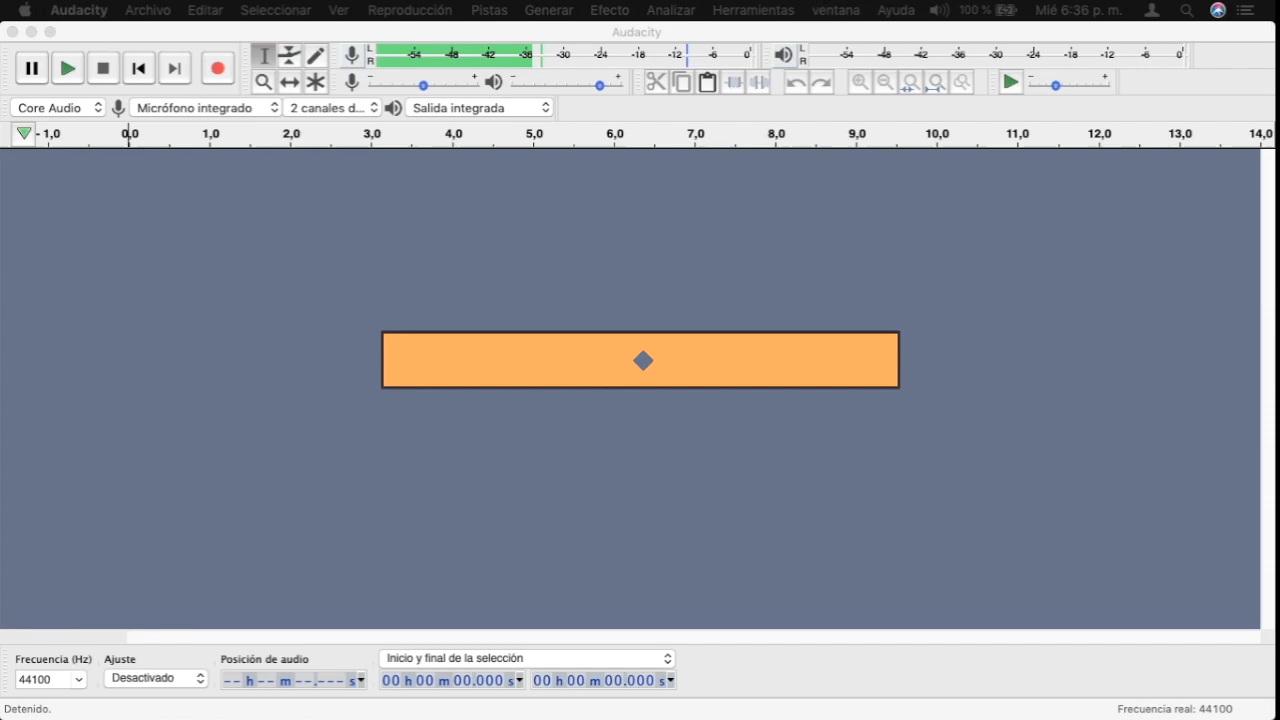 Audacity Archivo Editar Seleccionar Ver Reproducción Pistas Generar Efecto Analizar Herramientas ventana Ayuda 100 % Mié 6:36 p. m.
Audacity
L R -54 -48 -42 -36 -30 -24 -18 -12 -6 0 L R -54 -48 -42 -36 -30 -24 -18 -12 -6 0
- + - + - +
Core Audio Micrófono integrado 2 canales d... Salida integrada
- 1,0 0,0 1,0 2,0 3,0 4,0 5,0 6,0 7,0 8,0 9,0 10,0 11,0 12,0 13,0 14,0
Frecuencia (Hz) Ajuste Posición de audio Inicio y final de la selección
44100 Desactivado -- h -- m --.--- s 00 h 00 m 00.000 s 00 h 00 m 00.000 s
Detenido. Frecuencia real: 44100